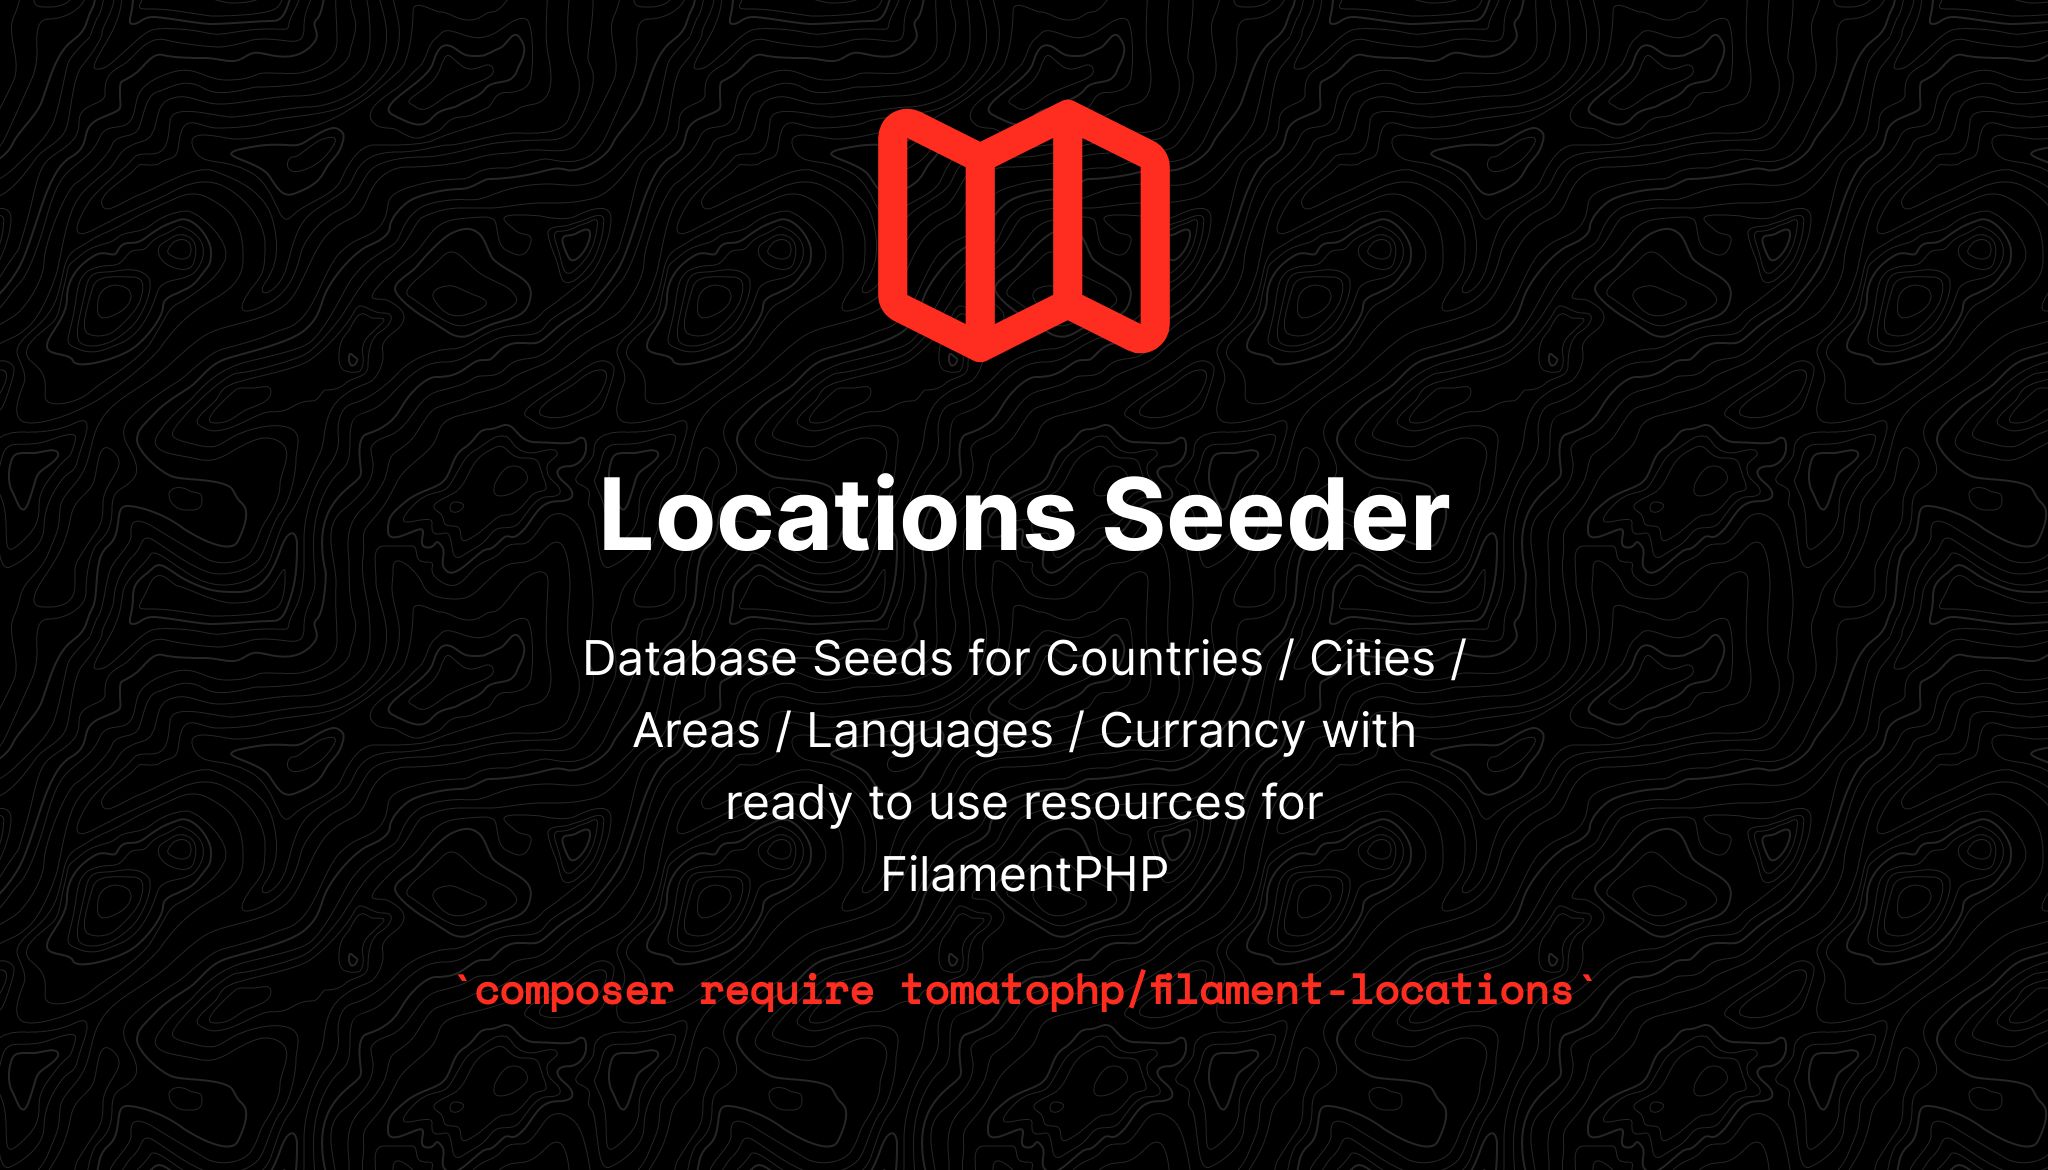 Locations Seeder
Database Seeds for Countries / Cities /
Areas / Languages / Currancy with
ready to use resources for
FilamentPHP
`composer require tomatophp/filament-locations`